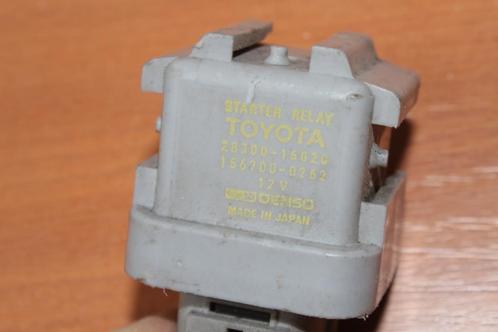 STARTER RELAY
TOYOTA
28300-16020
156700-0262
12V
DENSO
MADE IN JAPAN